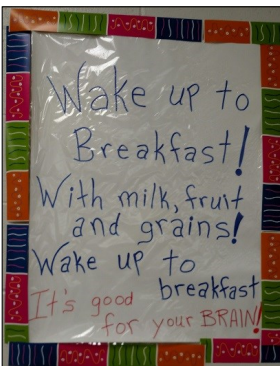 Wake up to
Breakfast!
With milk, fruit
and grains!
Wake up to
breakfast
It's good
for your BRAIN!